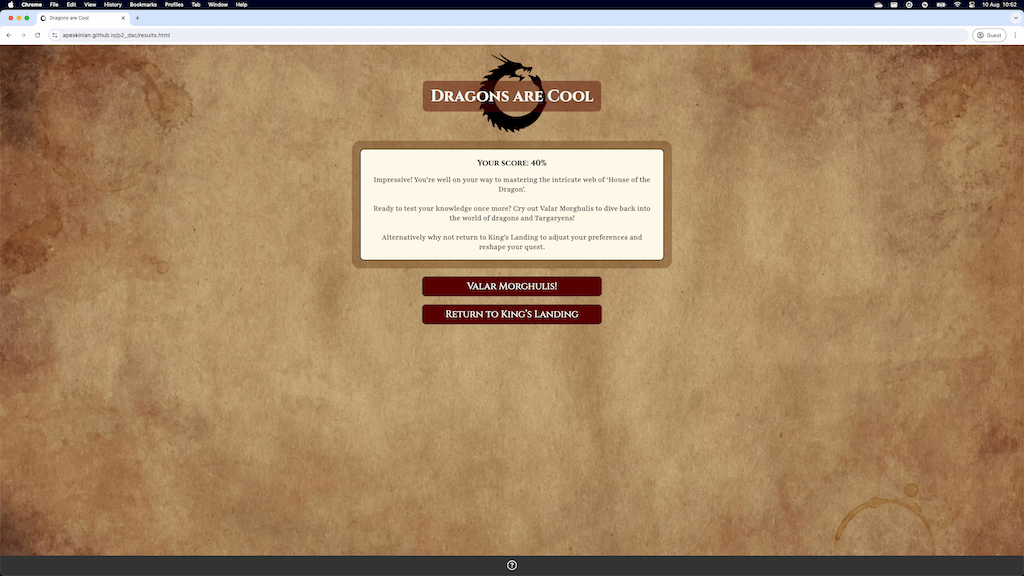 Chrome File Edit View History Bookmarks Profiles Tab Window Help 10 Aug 10:52
Dragons are Cool
apeskinian.github.io/p2_dac/results.html Guest
Dragons are Cool
Your score: 40%
Impressive! You're well on your way to mastering the intricate web of 'House of the
Dragon'.
Ready to test your knowledge once more? Cry out Valar Morghulis to dive back into
the world of dragons and Targaryens!
Alternatively why not return to King's Landing to adjust your preferences and
reshape your quest.
Valar Morghulis!
Return to King's Landing